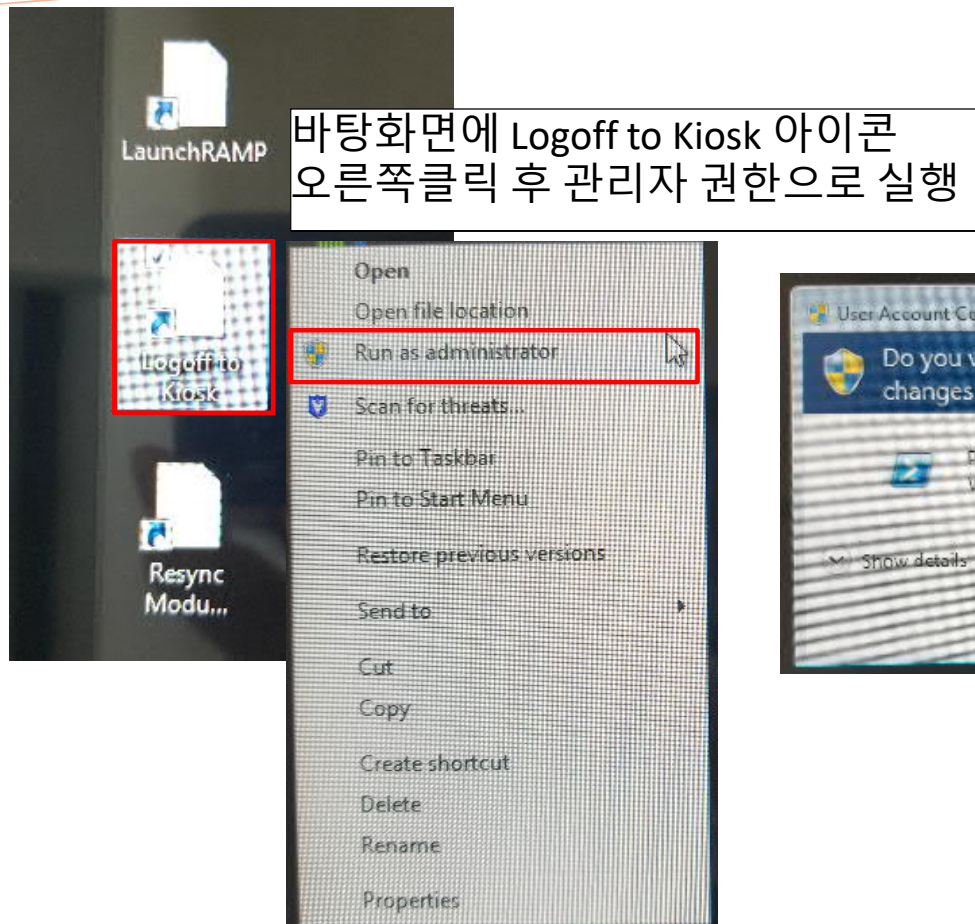 LaunchRAMP
바탕화면에 Logoff to Kiosk 아이콘
오른쪽클릭 후 관리자 권한으로 실행
Logoff to
Kiosk
Resync
Modu...
Open
Open file location
Run as administrator
Scan for threats...
Pin to Taskbar
Pin to Start Menu
Restore previous versions
Send to
Cut
Copy
Create shortcut
Delete
Rename
Properties
User Account Co
Do you
changes
Show details